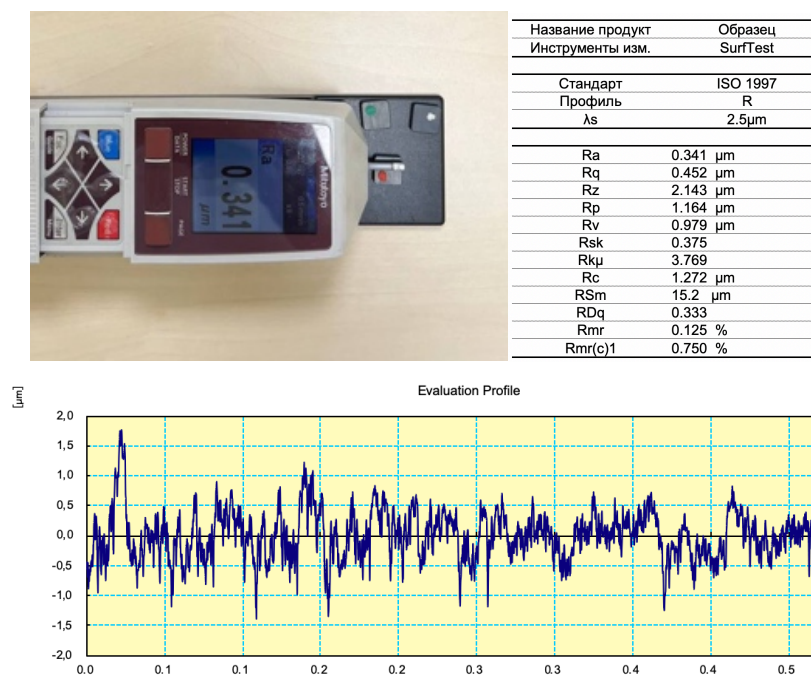 Название продукт Образец
Инструменты изм. SurfTest
Стандарт ISO 1997
Профиль R
λs 2.5µm
Ra 0.341 µm
Rq 0.452 µm
Rz 2.143 µm
Rp 1.164 µm
Rv 0.979 µm
Rsk 0.375
Rkµ 3.769
Rc 1.272 µm
RSm 15.2 µm
RDq 0.333
Rmr 0.125 %
Rmr(c)1 0.750 %
Mitutoyo
Ra
0.341
µm
POWER
DATA
START
STOP
PAGE
Evaluation Profile
[µm]
2,0
1,5
1,0
0,5
0,0
-0,5
-1,0
-1,5
-2,0
0.0 0.1 0.1 0.2 0.2 0.3 0.3 0.4 0.4 0.5